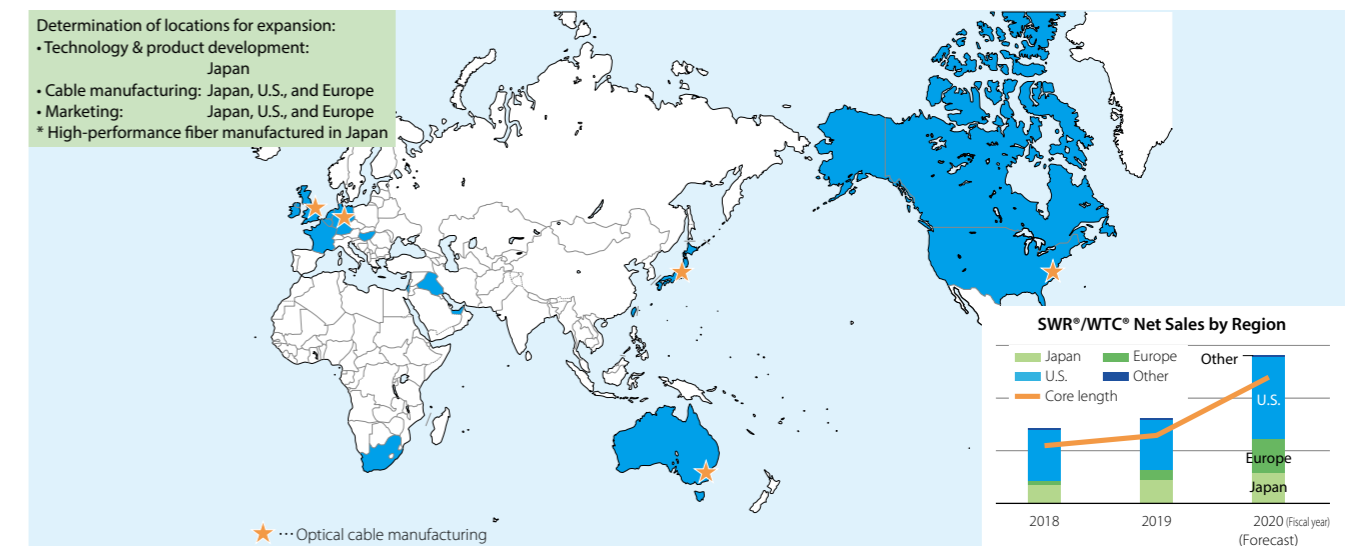 Determination of locations for expansion:
• Technology & product development:
Japan
• Cable manufacturing: Japan, U.S., and Europe
• Marketing: Japan, U.S., and Europe
* High-performance fiber manufactured in Japan
SWR®/WTC® Net Sales by Region
Japan Europe
U.S. Other
Core length
Other
U.S.
Europe
Japan
2018 2019 2020 (Fiscal year)
(Forecast)
⋯Optical cable manufacturing